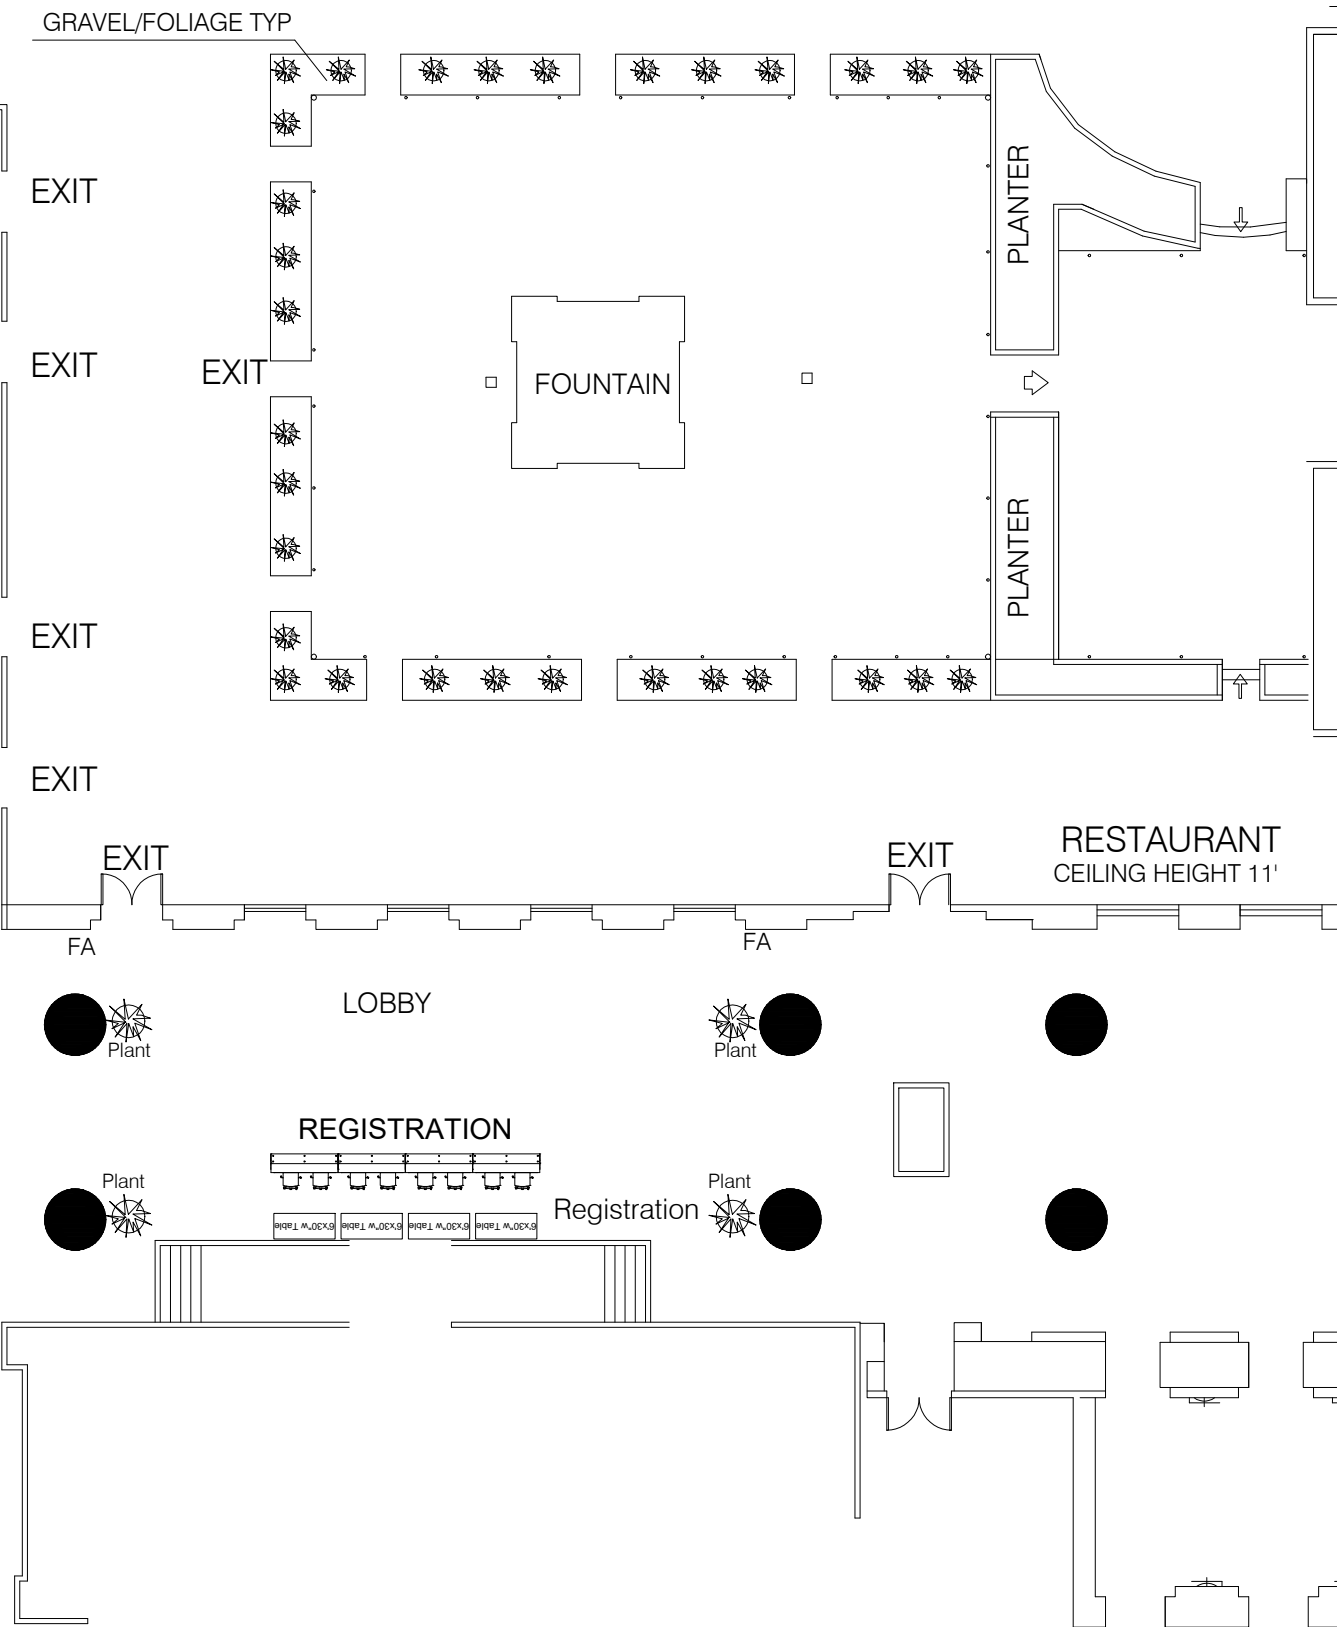 GRAVEL/FOLIAGE TYP
PLANTER
EXIT
EXIT
EXIT
FOUNTAIN
PLANTER
EXIT
EXIT
EXIT
EXIT
RESTAURANT
CEILING HEIGHT 11'
FA
FA
LOBBY
Plant
Plant
REGISTRATION
Plant
Plant
Registration
6'x30"w Table
6'x30"w Table
6'x30"w Table
6'x30"w Table